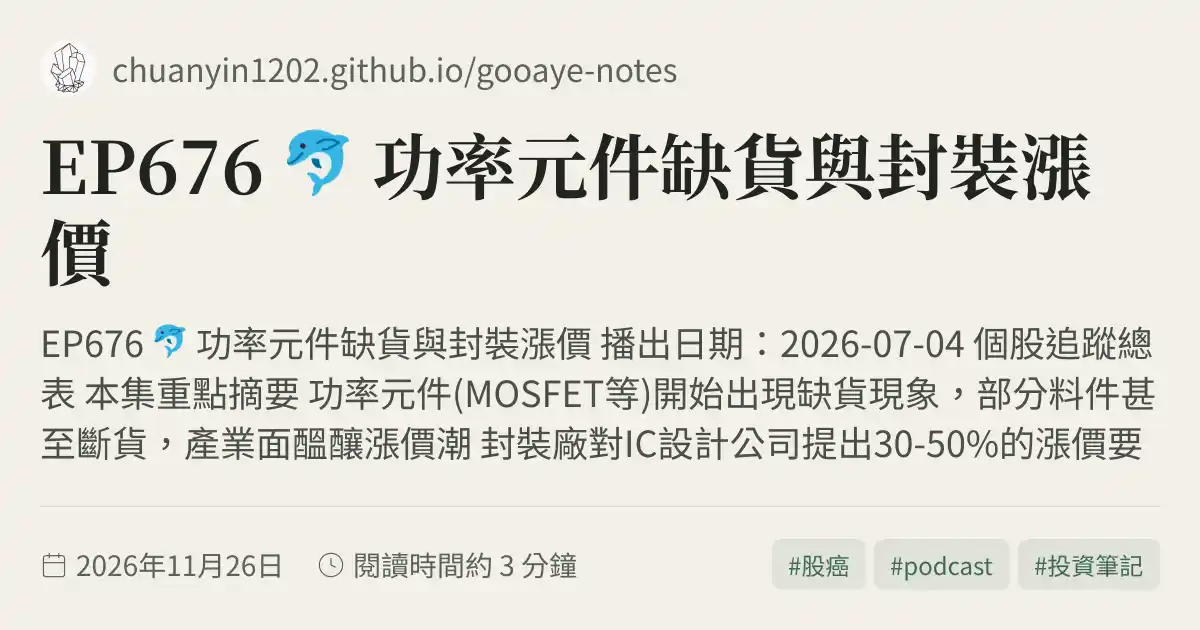 chuanyin1202.github.io/gooaye-notes
EP676 🐬 功率元件缺貨與封裝漲
價
EP676 🐬 功率元件缺貨與封裝漲價 播出日期：2026-07-04 個股追蹤總
表 本集重點摘要 功率元件(MOSFET等)開始出現缺貨現象，部分料件甚
至斷貨，產業面醞釀漲價潮 封裝廠對IC設計公司提出30-50%的漲價要
2026年11月26日 閱讀時間約 3 分鐘 #股癌 #podcast #投資筆記